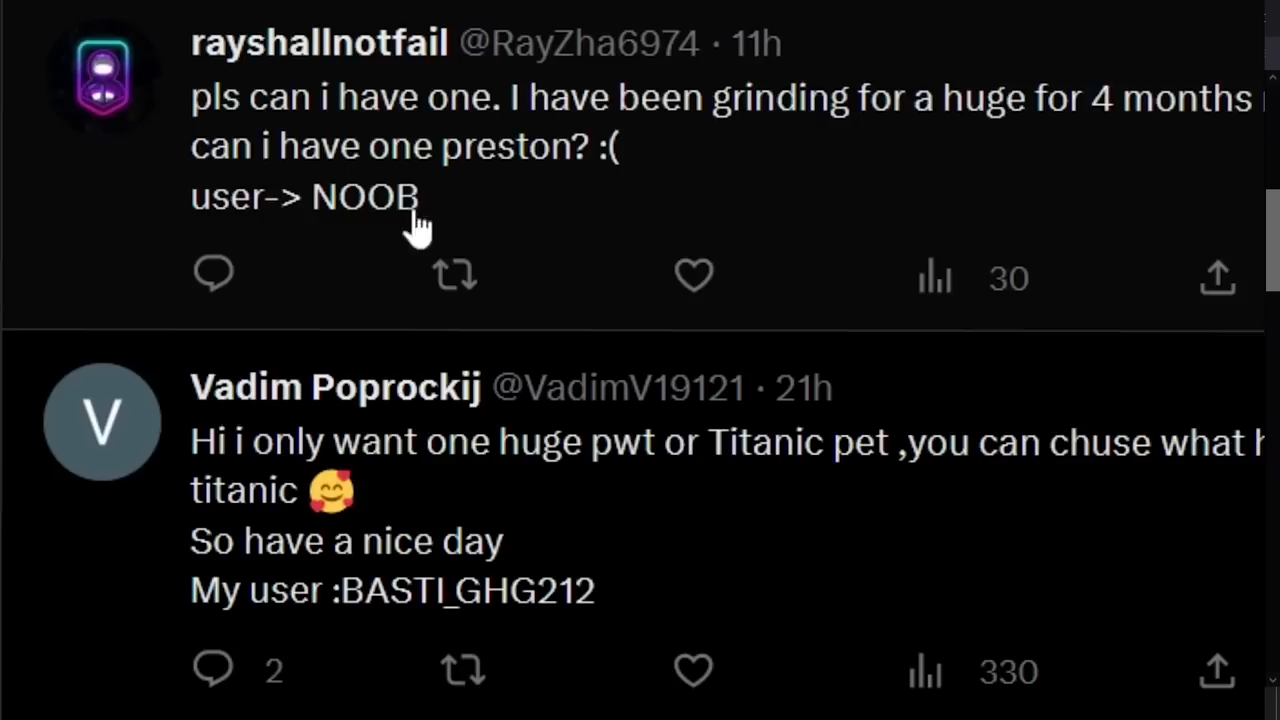 rayshallnotfail @RayZha6974 · 11h
pls can i have one. I have been grinding for a huge for 4 months
can i have one preston? :(
user-> NOOB
30
V
Vadim Poprockij @VadimV19121 · 21h
Hi i only want one huge pwt or Titanic pet ,you can chuse what
titanic 🥰
So have a nice day
My user :BASTI_GHG212
2 330